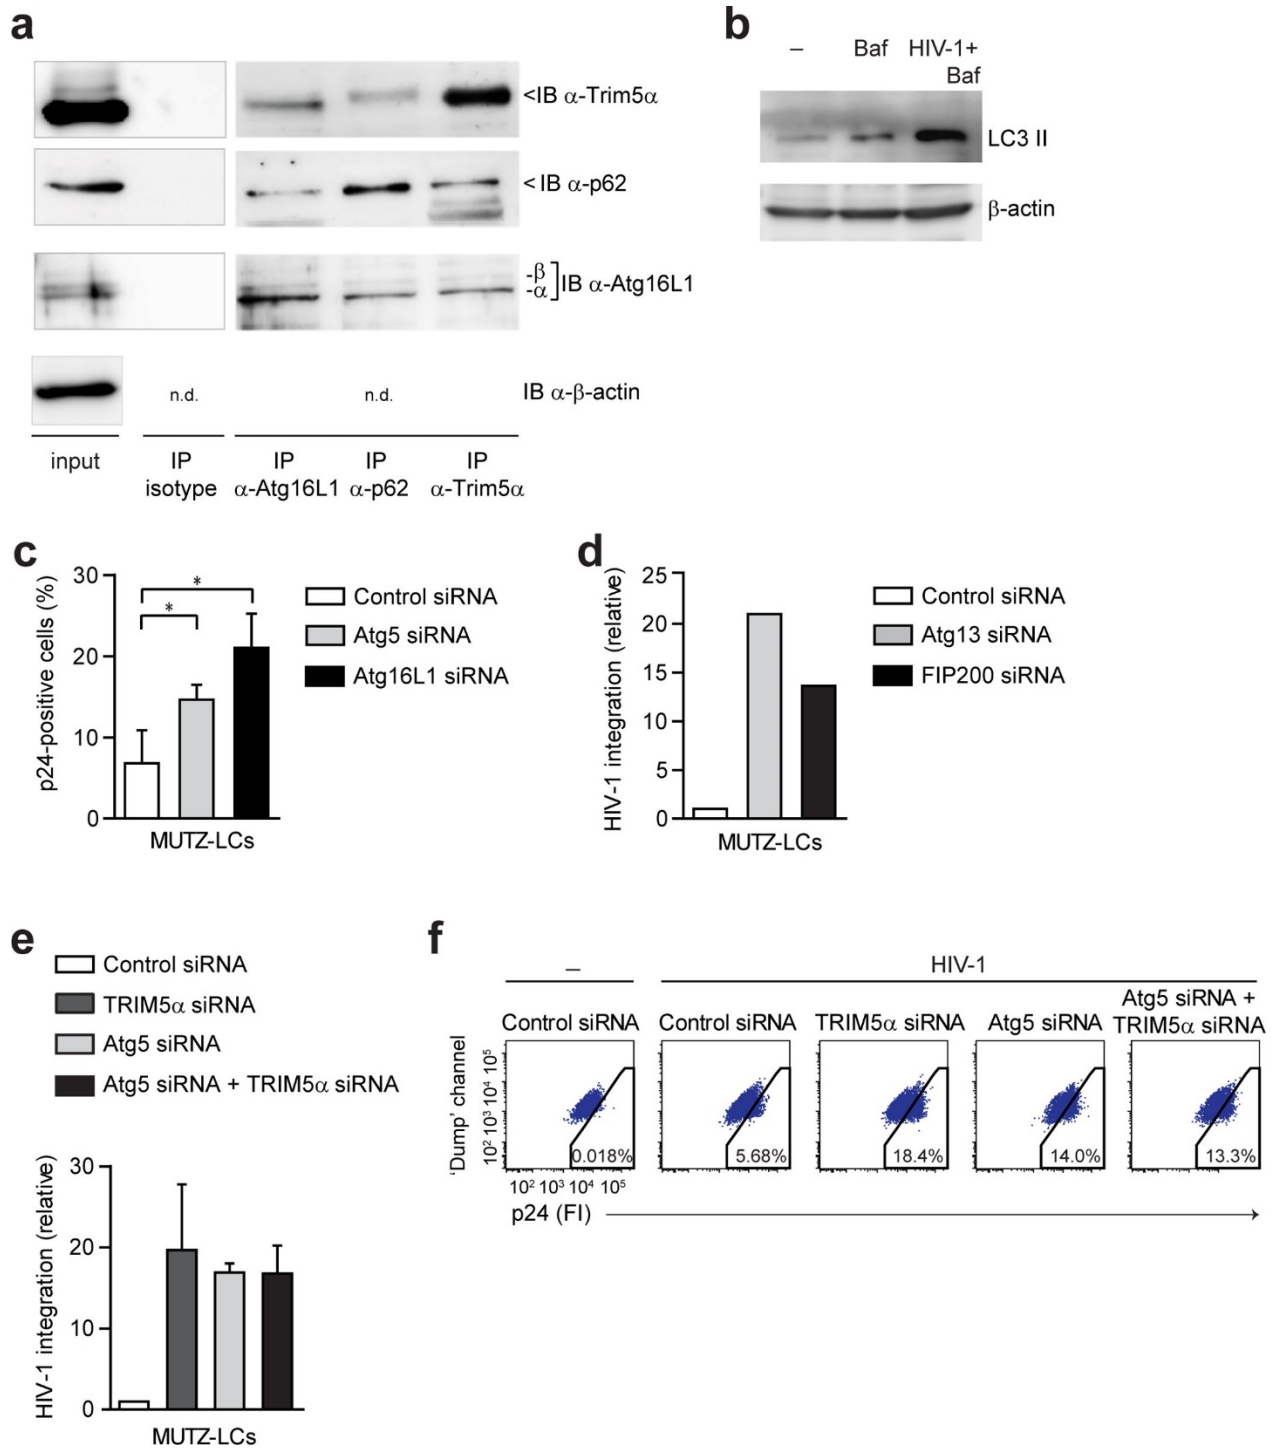 a
<IB α-Trim5α
< IB α-p62
-β
-α
IB α-Atg16L1
n.d.
n.d.
IB α-β-actin
input
IP
isotype
IP
α-Atg16L1
IP
α-p62
IP
α-Trim5α
b
–
Baf
HIV-1+
Baf
LC3 II
β-actin
c
p24-positive cells (%)
30
20
10
0
*
*
MUTZ-LCs
Control siRNA
Atg5 siRNA
Atg16L1 siRNA
d
HIV-1 integration (relative)
25
20
15
10
5
0
MUTZ-LCs
Control siRNA
Atg13 siRNA
FIP200 siRNA
e
Control siRNA
TRIM5α siRNA
Atg5 siRNA
Atg5 siRNA + TRIM5α siRNA
HIV-1 integration (relative)
30
20
10
0
MUTZ-LCs
f
–
HIV-1
Control siRNA
Control siRNA
TRIM5α siRNA
Atg5 siRNA
Atg5 siRNA +
TRIM5α siRNA
'Dump' channel
10² 10³ 10⁴ 10⁵
0.018%
5.68%
18.4%
14.0%
13.3%
10² 10³ 10⁴ 10⁵
p24 (FI)